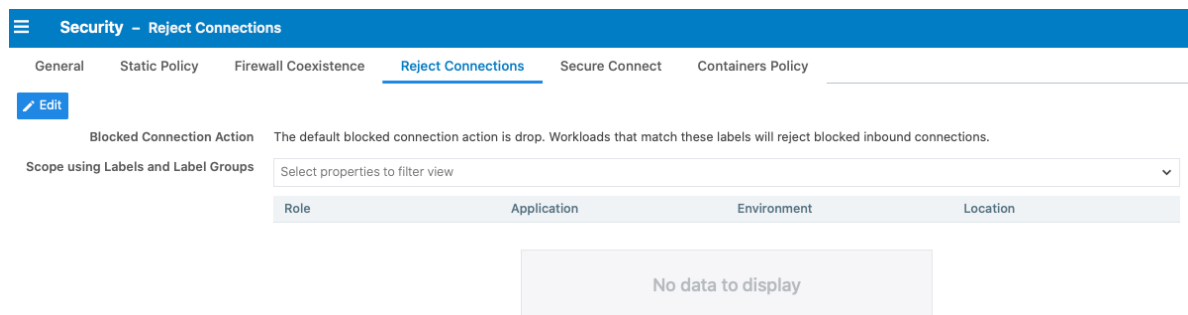 Security – Reject Connections
General Static Policy Firewall Coexistence Reject Connections Secure Connect Containers Policy
Edit
Blocked Connection Action The default blocked connection action is drop. Workloads that match these labels will reject blocked inbound connections.
Scope using Labels and Label Groups Select properties to filter view
Role Application Environment Location
No data to display